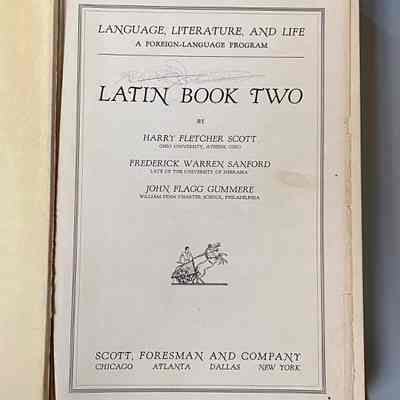 LANGUAGE, LITERATURE, AND LIFE
A FOREIGN-LANGUAGE PROGRAM
LATIN BOOK TWO
BY
HARRY FLETCHER SCOTT
OHIO UNIVERSITY, ATHENS, OHIO
FREDERICK WARREN SANFORD
LATE OF THE UNIVERSITY OF NEBRASKA
JOHN FLAGG GUMMERE
WILLIAM PENN CHARTER SCHOOL, PHILADELPHIA
SCOTT, FORESMAN AND COMPANY
CHICAGO ATLANTA DALLAS NEW YORK